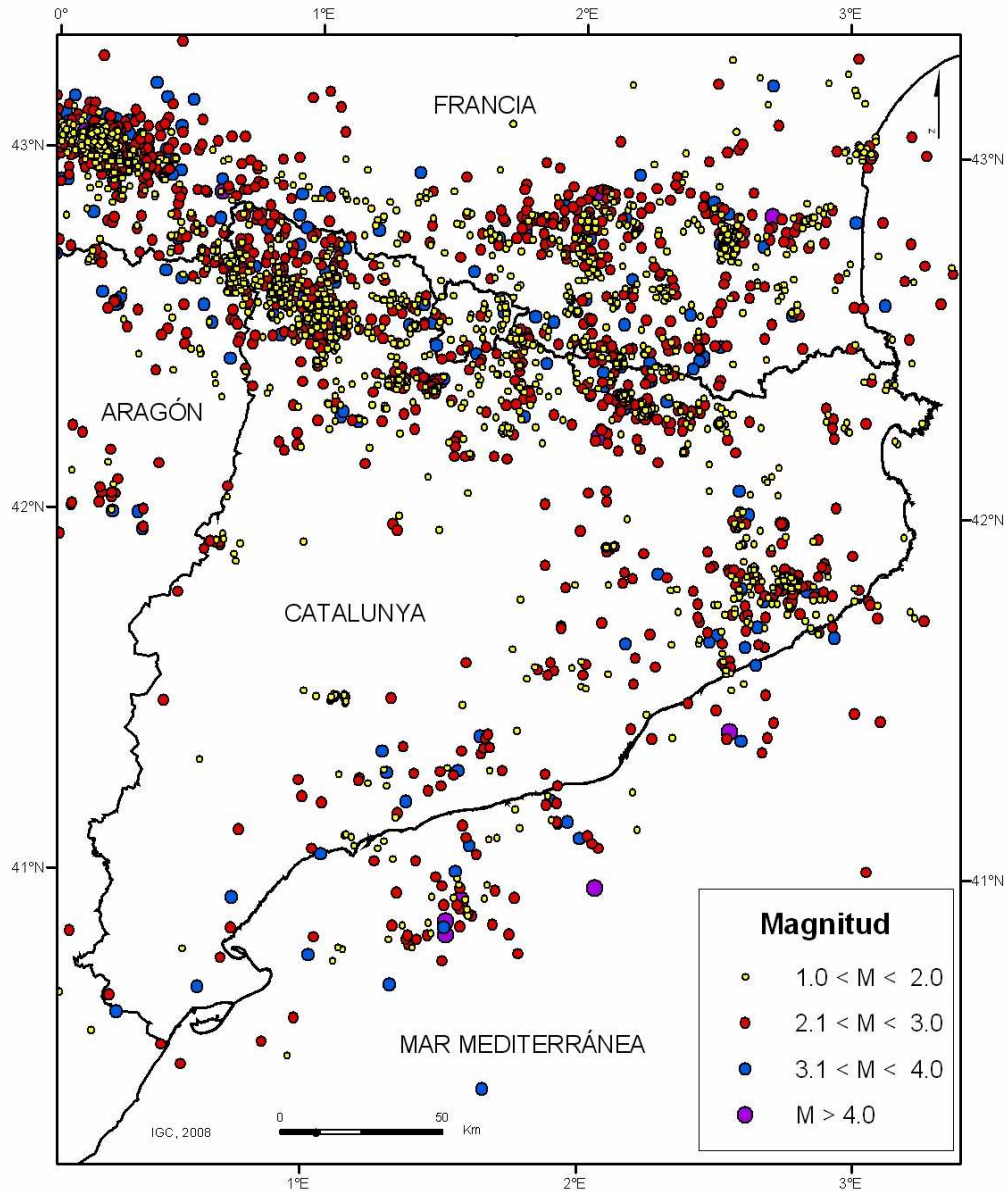 0° 1°E 2°E 3°E
FRANCIA
N
43°N 43°N
ARAGÓN
42°N 42°N
CATALUNYA
41°N 41°N
Magnitud
1.0 < M < 2.0
2.1 < M < 3.0
3.1 < M < 4.0
M > 4.0
MAR MEDITERRÁNEA
0 50
IGC, 2008 Km
1°E 2°E 3°E